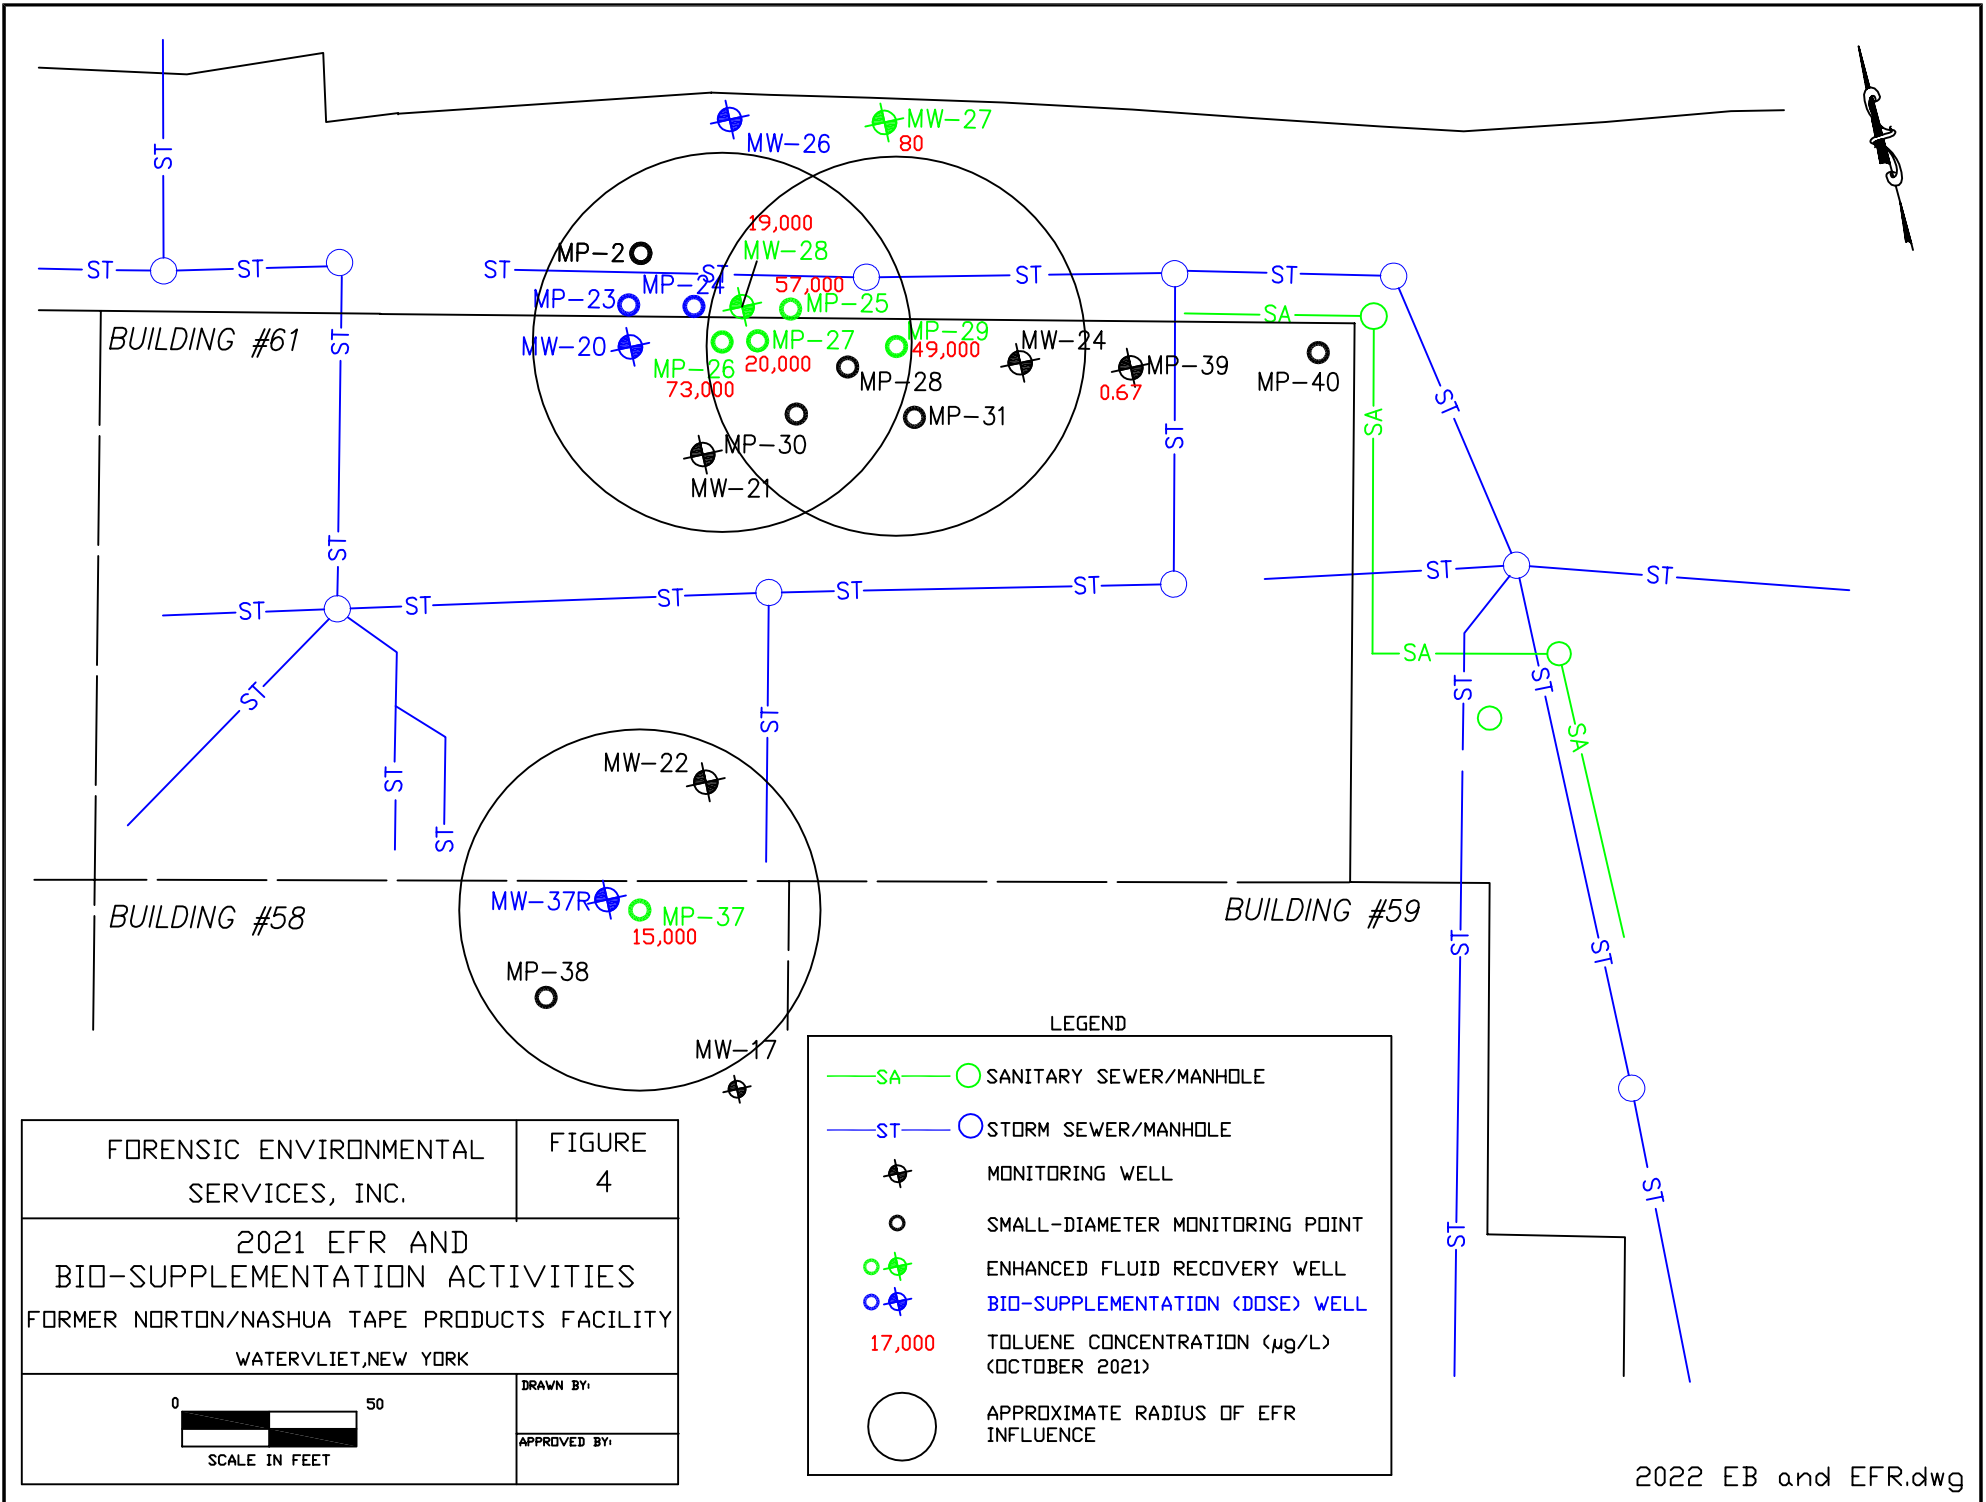 MW-26
MW-27
80
ST
19,000
MP-2
MW-28
ST
ST
ST
ST
ST
ST
57,000
MP-24
MP-23
MP-25
SA
BUILDING #61
ST
MW-20
MP-27
MP-29
MW-24
49,000
MP-26
20,000
MP-28
MP-39
MP-40
73,000
0.67
ST
SA
MP-31
ST
MP-30
MW-21
ST
ST
ST
ST
ST
ST
ST
ST
ST
SA
ST
ST
ST
ST
SA
MW-22
ST
ST
MW-37R
MP-37
BUILDING #58
BUILDING #59
15,000
ST
ST
MP-38
MW-17
ST
ST
LEGEND
SA
SANITARY SEWER/MANHOLE
ST
STORM SEWER/MANHOLE
MONITORING WELL
SMALL-DIAMETER MONITORING POINT
ENHANCED FLUID RECOVERY WELL
BIO-SUPPLEMENTATION (DOSE) WELL
17,000
TOLUENE CONCENTRATION (µg/L)
(OCTOBER 2021)
APPROXIMATE RADIUS OF EFR
INFLUENCE
FORENSIC ENVIRONMENTAL
SERVICES, INC.
FIGURE
4
2021 EFR AND
BIO-SUPPLEMENTATION ACTIVITIES
FORMER NORTON/NASHUA TAPE PRODUCTS FACILITY
WATERVLIET,NEW YORK
0
50
SCALE IN FEET
DRAWN BY:
APPROVED BY:
2022 EB and EFR.dwg